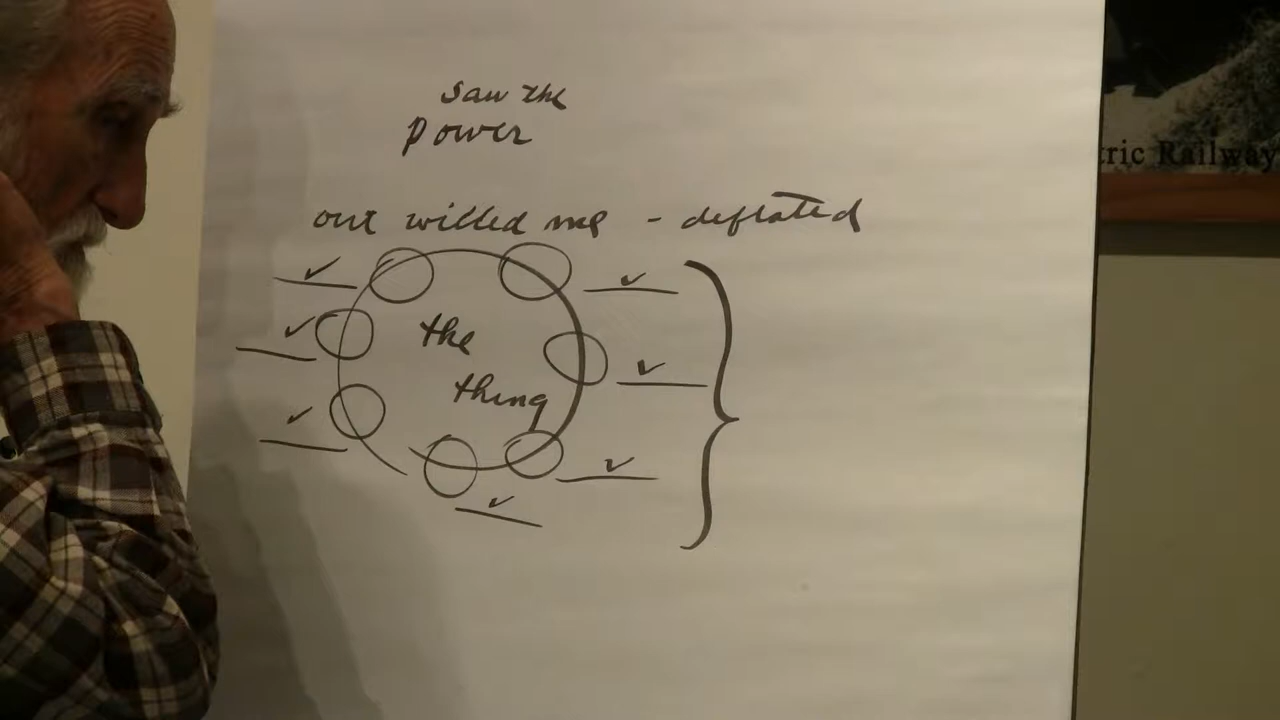 saw the
power
out willed me - deflated
the
thing
tric Railway